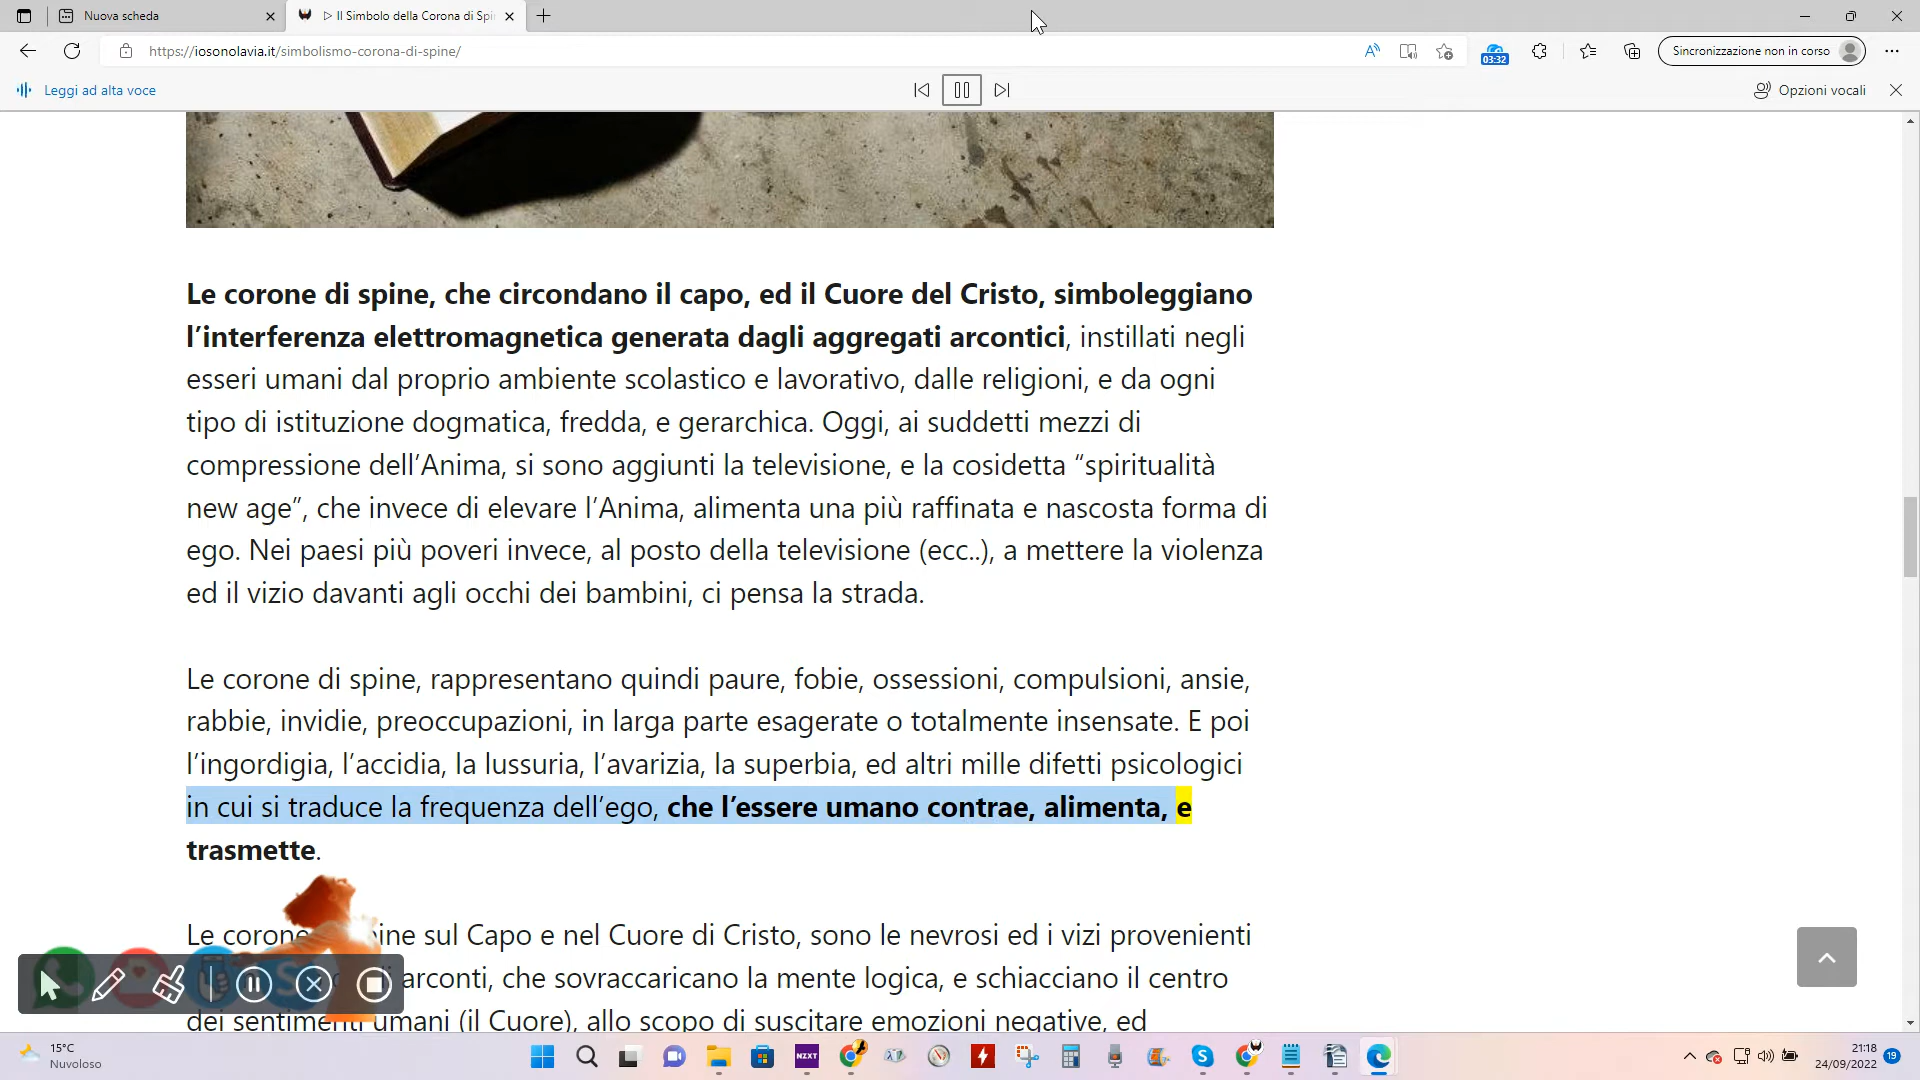 Nuova scheda
▷ Il Simbolo della Corona di Spin
https://iosonolavia.it/simbolismo-corona-di-spine/
03:32
Sincronizzazione non in corso
Leggi ad alta voce
Opzioni vocali
Le corone di spine, che circondano il capo, ed il Cuore del Cristo, simboleggiano
l’interferenza elettromagnetica generata dagli aggregati arcontici, instillati negli
esseri umani dal proprio ambiente scolastico e lavorativo, dalle religioni, e da ogni
tipo di istituzione dogmatica, fredda, e gerarchica. Oggi, ai suddetti mezzi di
compressione dell’Anima, si sono aggiunti la televisione, e la cosidetta “spiritualità
new age”, che invece di elevare l’Anima, alimenta una più raffinata e nascosta forma di
ego. Nei paesi più poveri invece, al posto della televisione (ecc..), a mettere la violenza
ed il vizio davanti agli occhi dei bambini, ci pensa la strada.
Le corone di spine, rappresentano quindi paure, fobie, ossessioni, compulsioni, ansie,
rabbie, invidie, preoccupazioni, in larga parte esagerate o totalmente insensate. E poi
l’ingordigia, l’accidia, la lussuria, l’avarizia, la superbia, ed altri mille difetti psicologici
in cui si traduce la frequenza dell’ego, che l’essere umano contrae, alimenta, e
trasmette.
Le corone ine sul Capo e nel Cuore di Cristo, sono le nevrosi ed i vizi provenienti
arconti, che sovraccaricano la mente logica, e schiacciano il centro
dei sentimenti umani (il Cuore), allo scopo di suscitare emozioni negative, ed
15°C
Nuvoloso
NZXT
21:18
24/09/2022
19